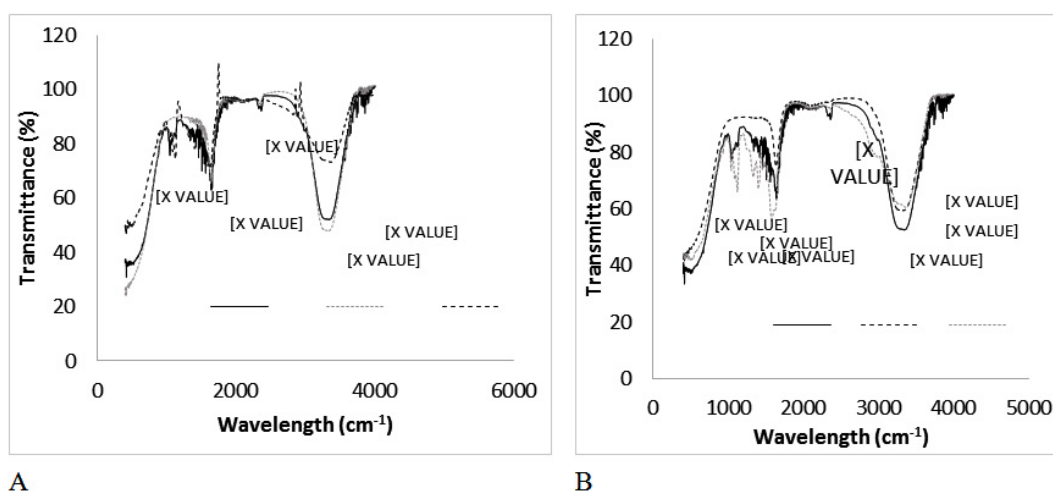 120
100
80
60
40
20
0
Transmittance (%)
[X VALUE]
[X VALUE]
[X VALUE]
[X VALUE]
[X VALUE]
0 2000 4000 6000
Wavelength (cm-1)
A
120
100
80
60
40
20
0
Transmittance (%)
[X
VALUE]
[X VALUE]
[X VALUE]
[X VALUE]
[X VALUE]
[X VALUE]
[X VALUE]
[X VALUE]
0 1000 2000 3000 4000 5000
Wavelength (cm-1)
B